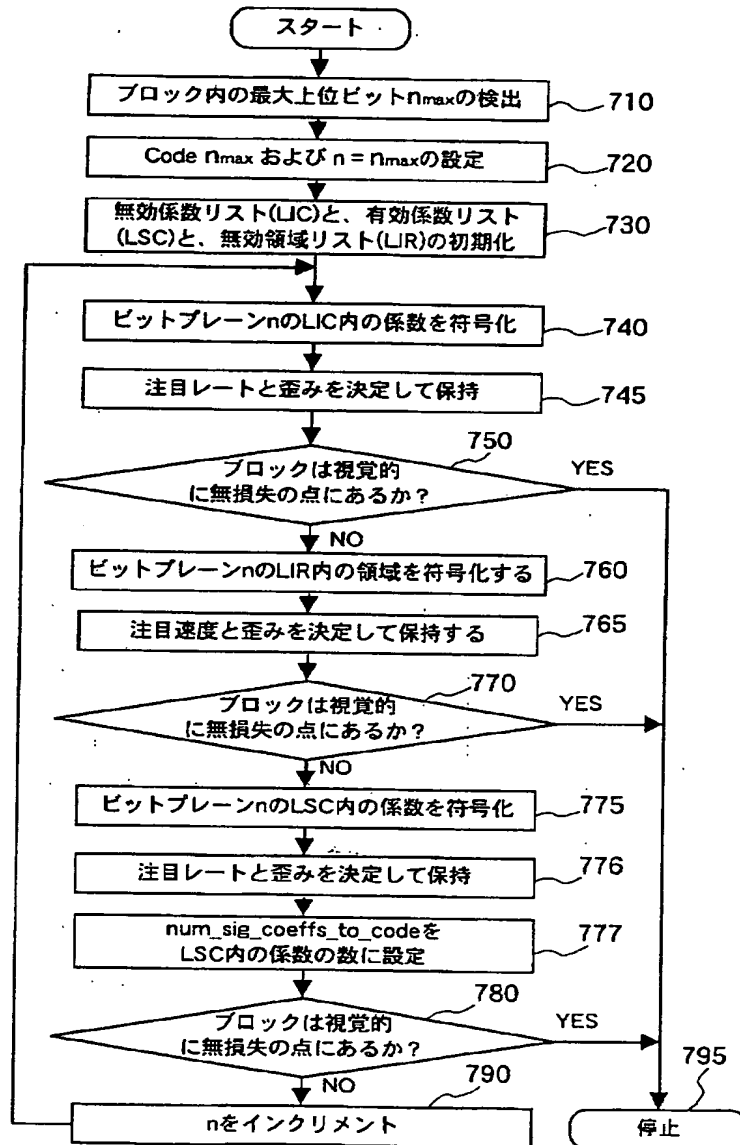 スタート
ブロック内の最大上位ビットnmaxの検出
710
Code nmax および n = nmaxの設定
720
無効係数リスト(LIC)と、有効係数リスト
(LSC)と、無効領域リスト(LIR)の初期化
730
ビットプレーンnのLIC内の係数を符号化
740
注目レートと歪みを決定して保持
745
750
ブロックは視覚的
に無損失の点にあるか?
YES
NO
ビットプレーンnのLIR内の領域を符号化する
760
注目速度と歪みを決定して保持する
765
770
ブロックは視覚的
に無損失の点にあるか?
YES
NO
ビットプレーンnのLSC内の係数を符号化
775
注目レートと歪みを決定して保持
776
num_sig_coeffs_to_codeを
LSC内の係数の数に設定
777
780
ブロックは視覚的
に無損失の点にあるか?
YES
NO
790
nをインクリメント
795
停止